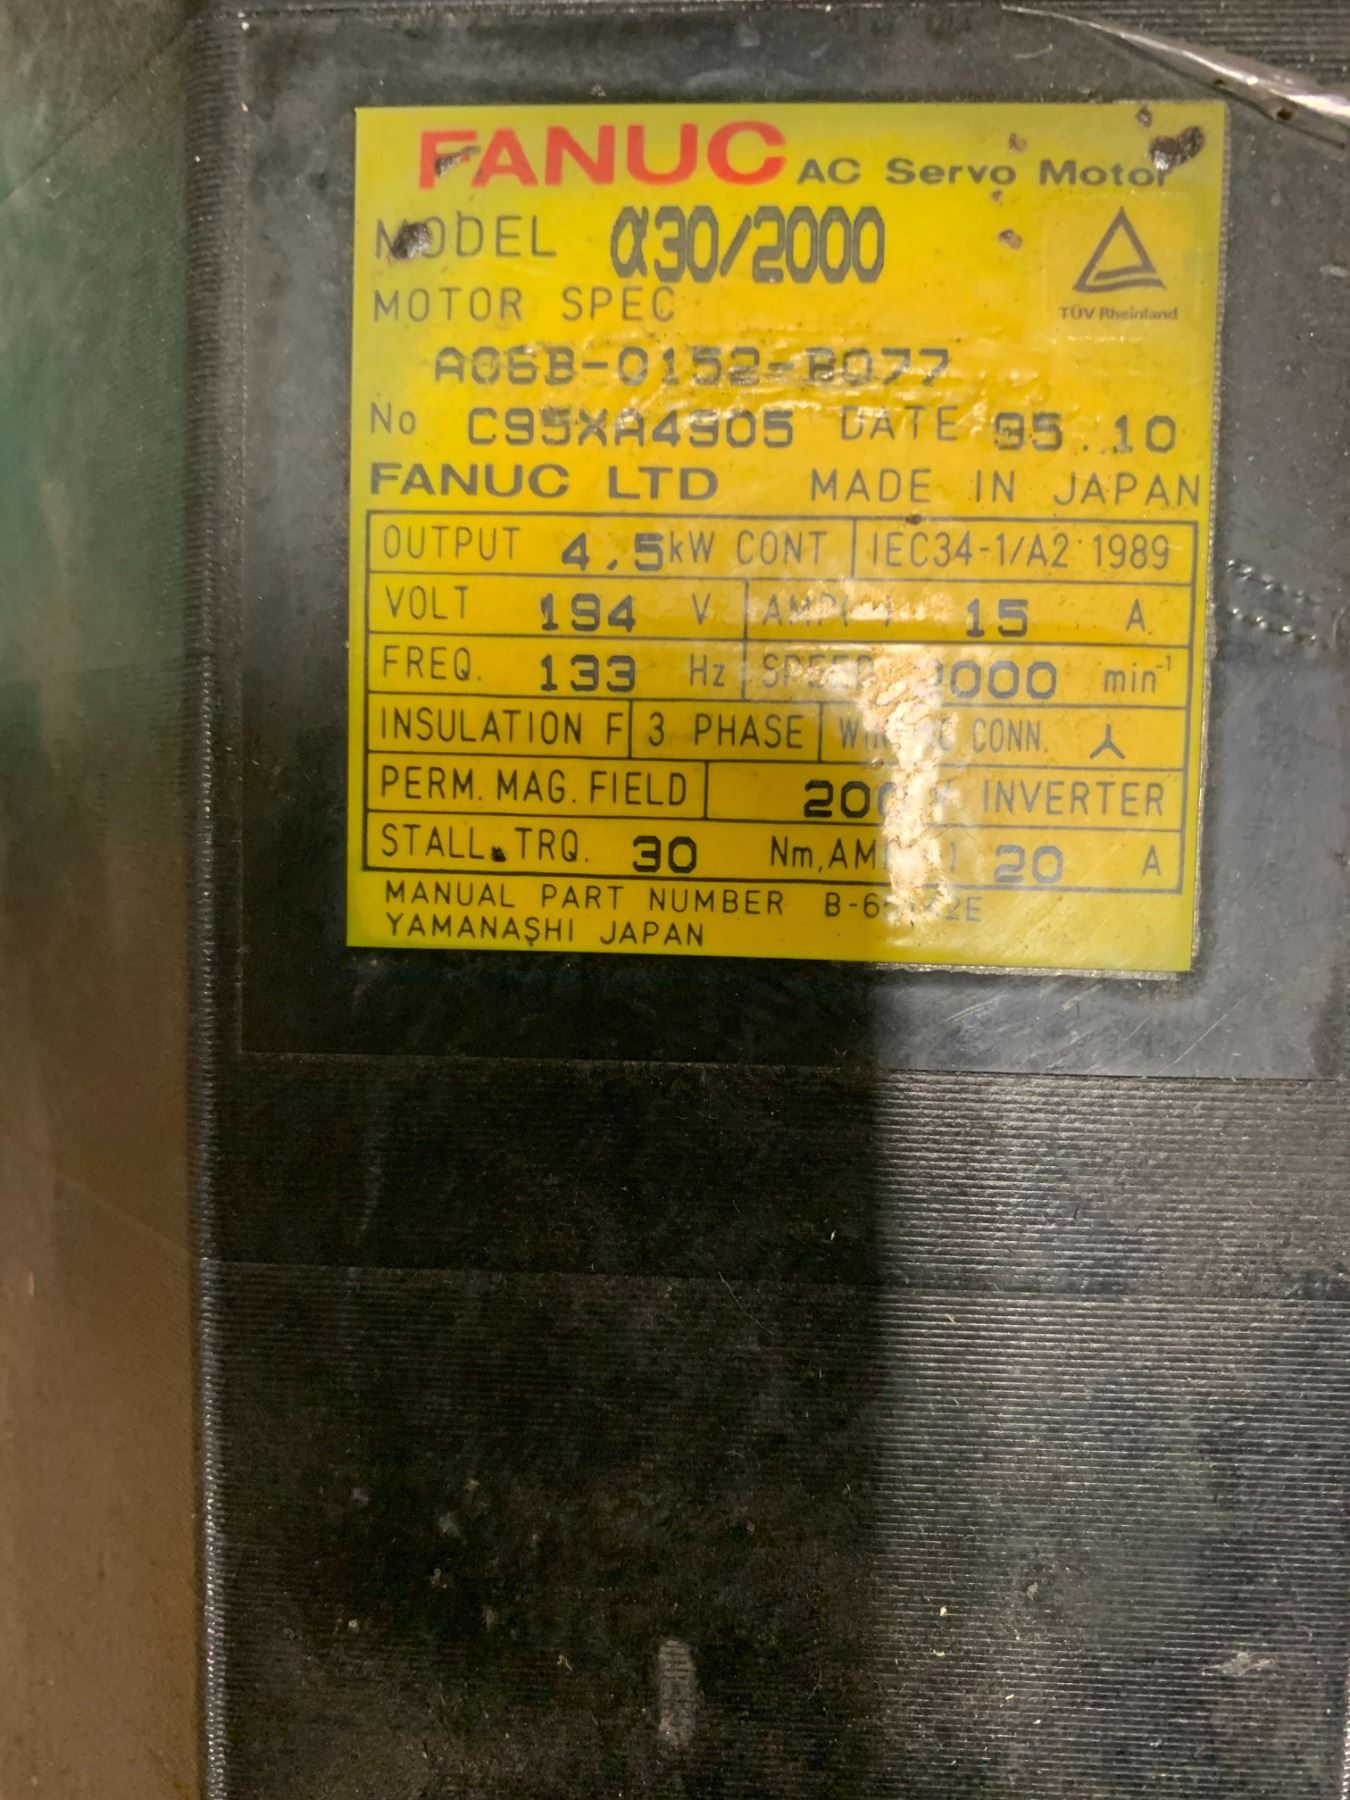 FANUC AC Servo Motor
MODEL α30/2000
TÜV Rheinland
MOTOR SPEC
A06B-0152-B077
No C95XA4905 DATE 95.10
FANUC LTD MADE IN JAPAN
OUTPUT 4.5kW CONT IEC34-1/A2 1989
VOLT 194 V 15 A
FREQ. 133 Hz SPEED 2000 min-1
INSULATION F 3 PHASE CONN.
PERM. MAG. FIELD INVERTER
STALL. TRQ. 30 Nm, 20 A
MANUAL PART NUMBER
YAMANASHI JAPAN